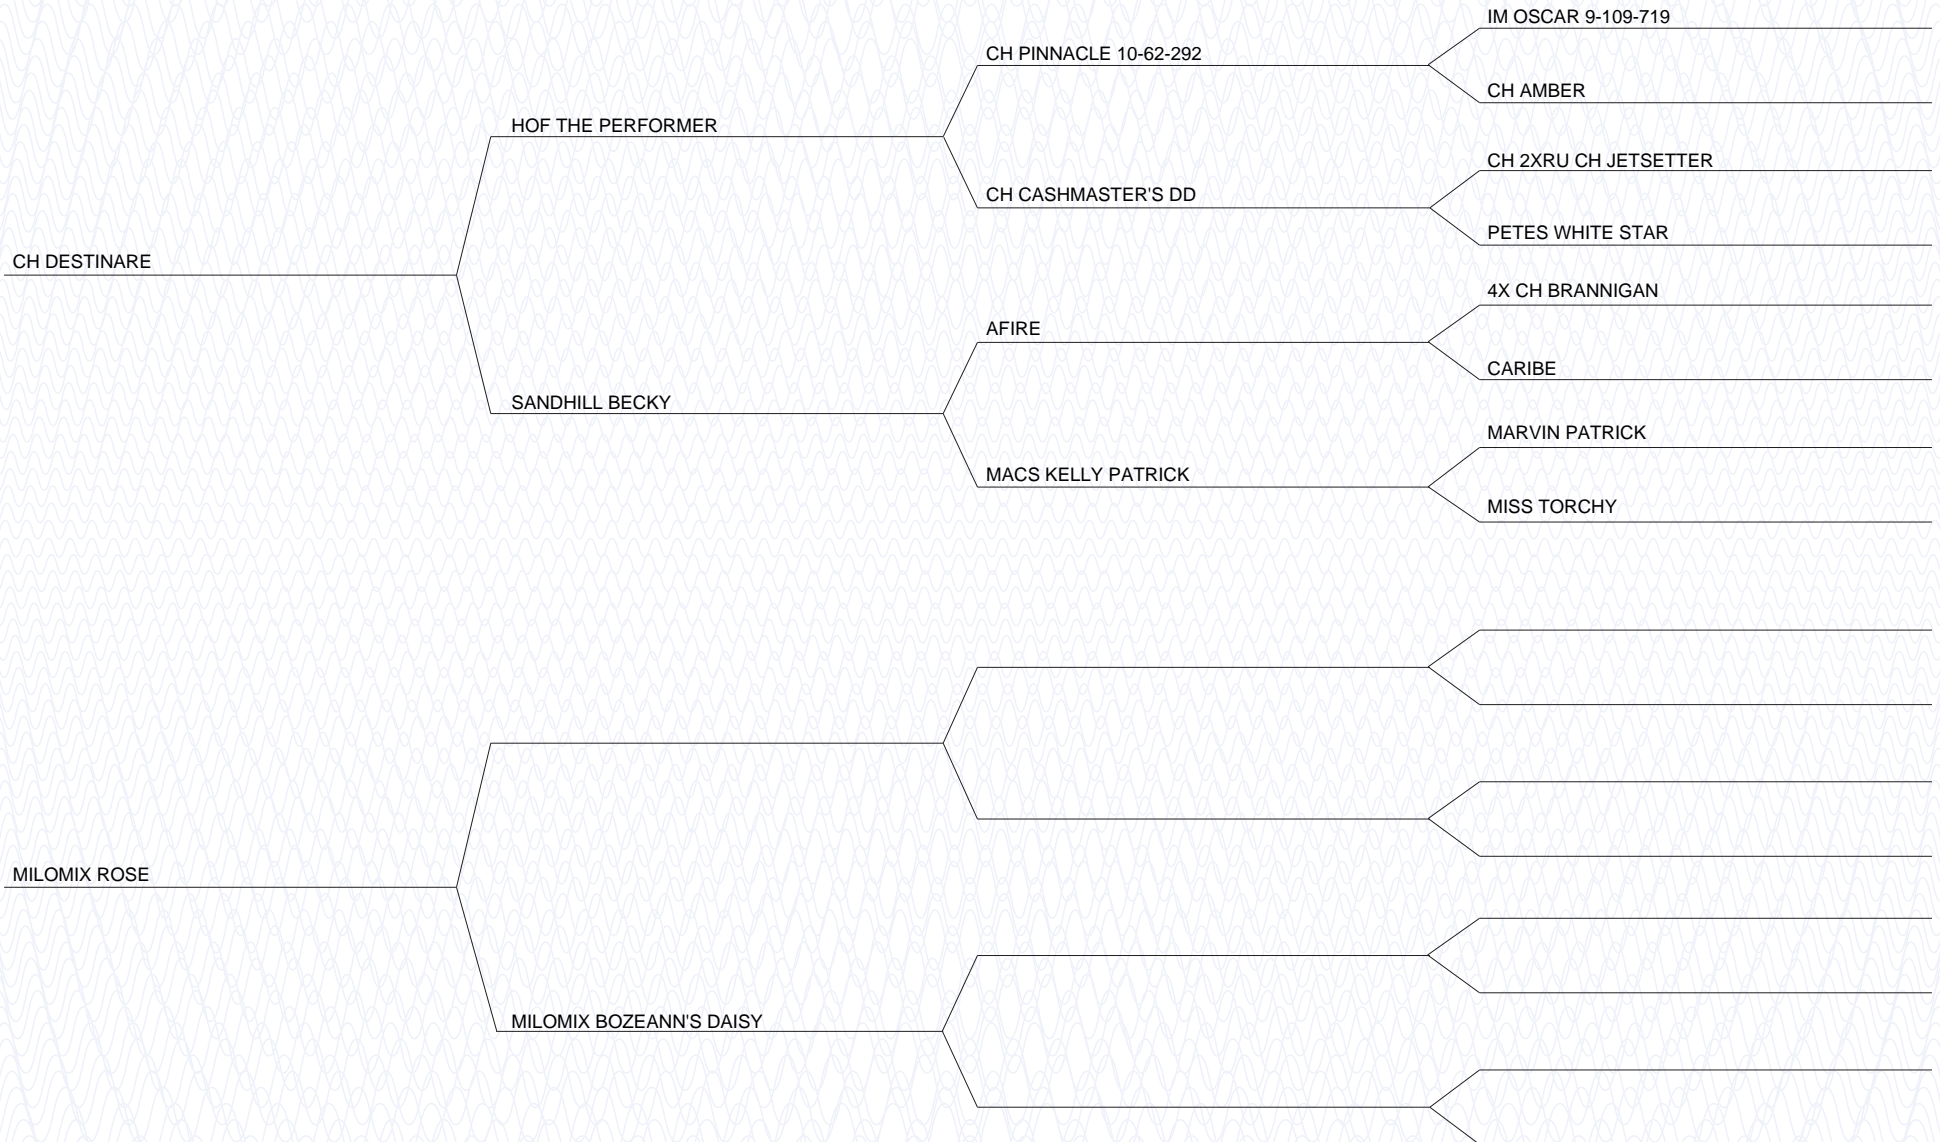 IM OSCAR 9-109-719
CH PINNACLE 10-62-292
CH AMBER
HOF THE PERFORMER
CH 2XRU CH JETSETTER
CH CASHMASTER'S DD
PETES WHITE STAR
CH DESTINARE
4X CH BRANNIGAN
AFIRE
CARIBE
SANDHILL BECKY
MARVIN PATRICK
MACS KELLY PATRICK
MISS TORCHY
MILOMIX ROSE
MILOMIX BOZEANN'S DAISY